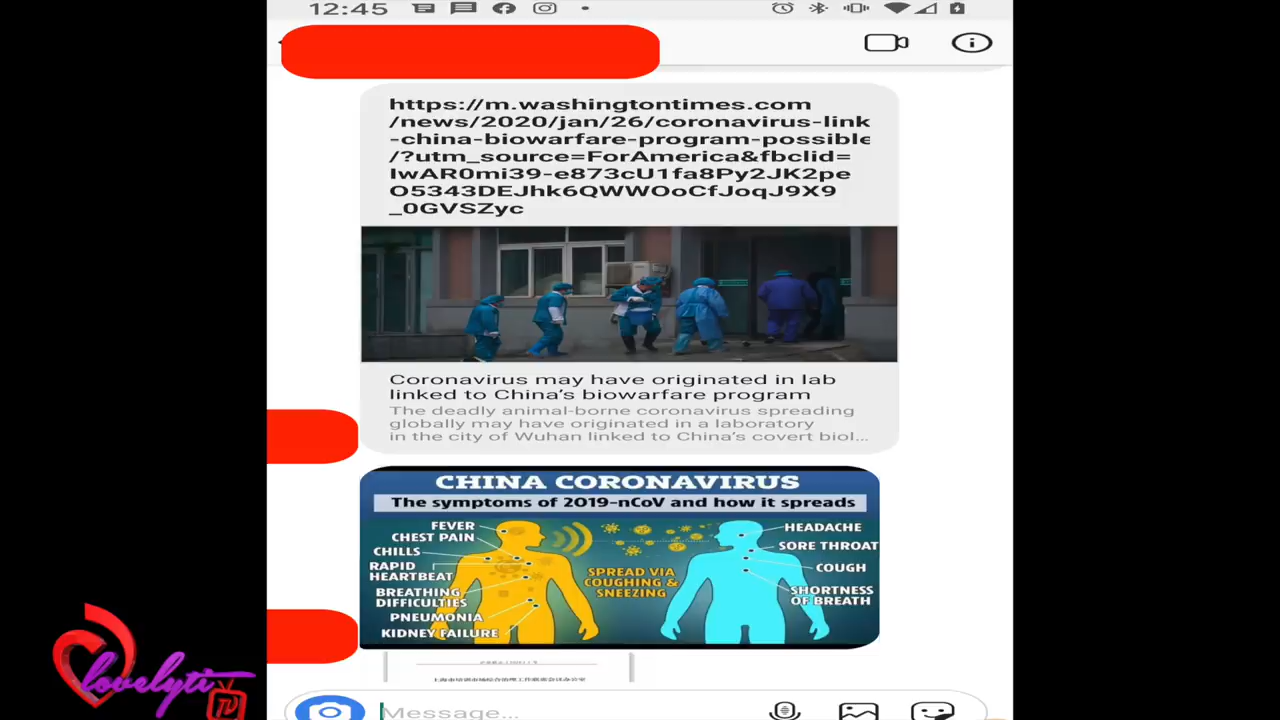 12:45
https://m.washingtontimes.com
/news/2020/jan/26/coronavirus-link
-china-biowarfare-program-possible
/?utm_source=ForAmerica&fbclid=
IwAR0mi39-e873cU1fa8Py2JK2pe
O5343DEJhk6QWWOoCfJoqJ9X9
_0GVSZyc
Coronavirus may have originated in lab
linked to China's biowarfare program
The deadly animal-borne coronavirus spreading
globally may have originated in a laboratory
in the city of Wuhan linked to China's covert biol...
CHINA CORONAVIRUS
The symptoms of 2019-nCoV and how it spreads
FEVER
CHEST PAIN
CHILLS
RAPID
HEARTBEAT
BREATHING
DIFFICULTIES
PNEUMONIA
KIDNEY FAILURE
SPREAD VIA
COUGHING &
SNEEZING
HEADACHE
SORE THROAT
COUGH
SHORTNESS
OF BREATH
Message...
lovelyti
TV